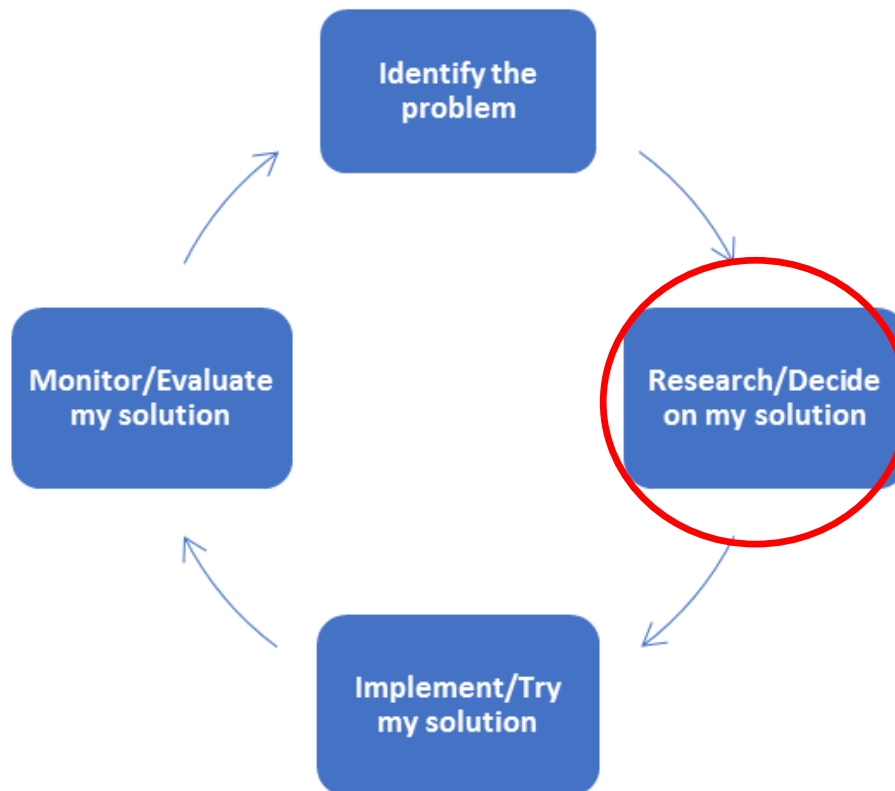 Identify the
problem
Research/Decide
on my solution
Implement/Try
my solution
Monitor/Evaluate
my solution